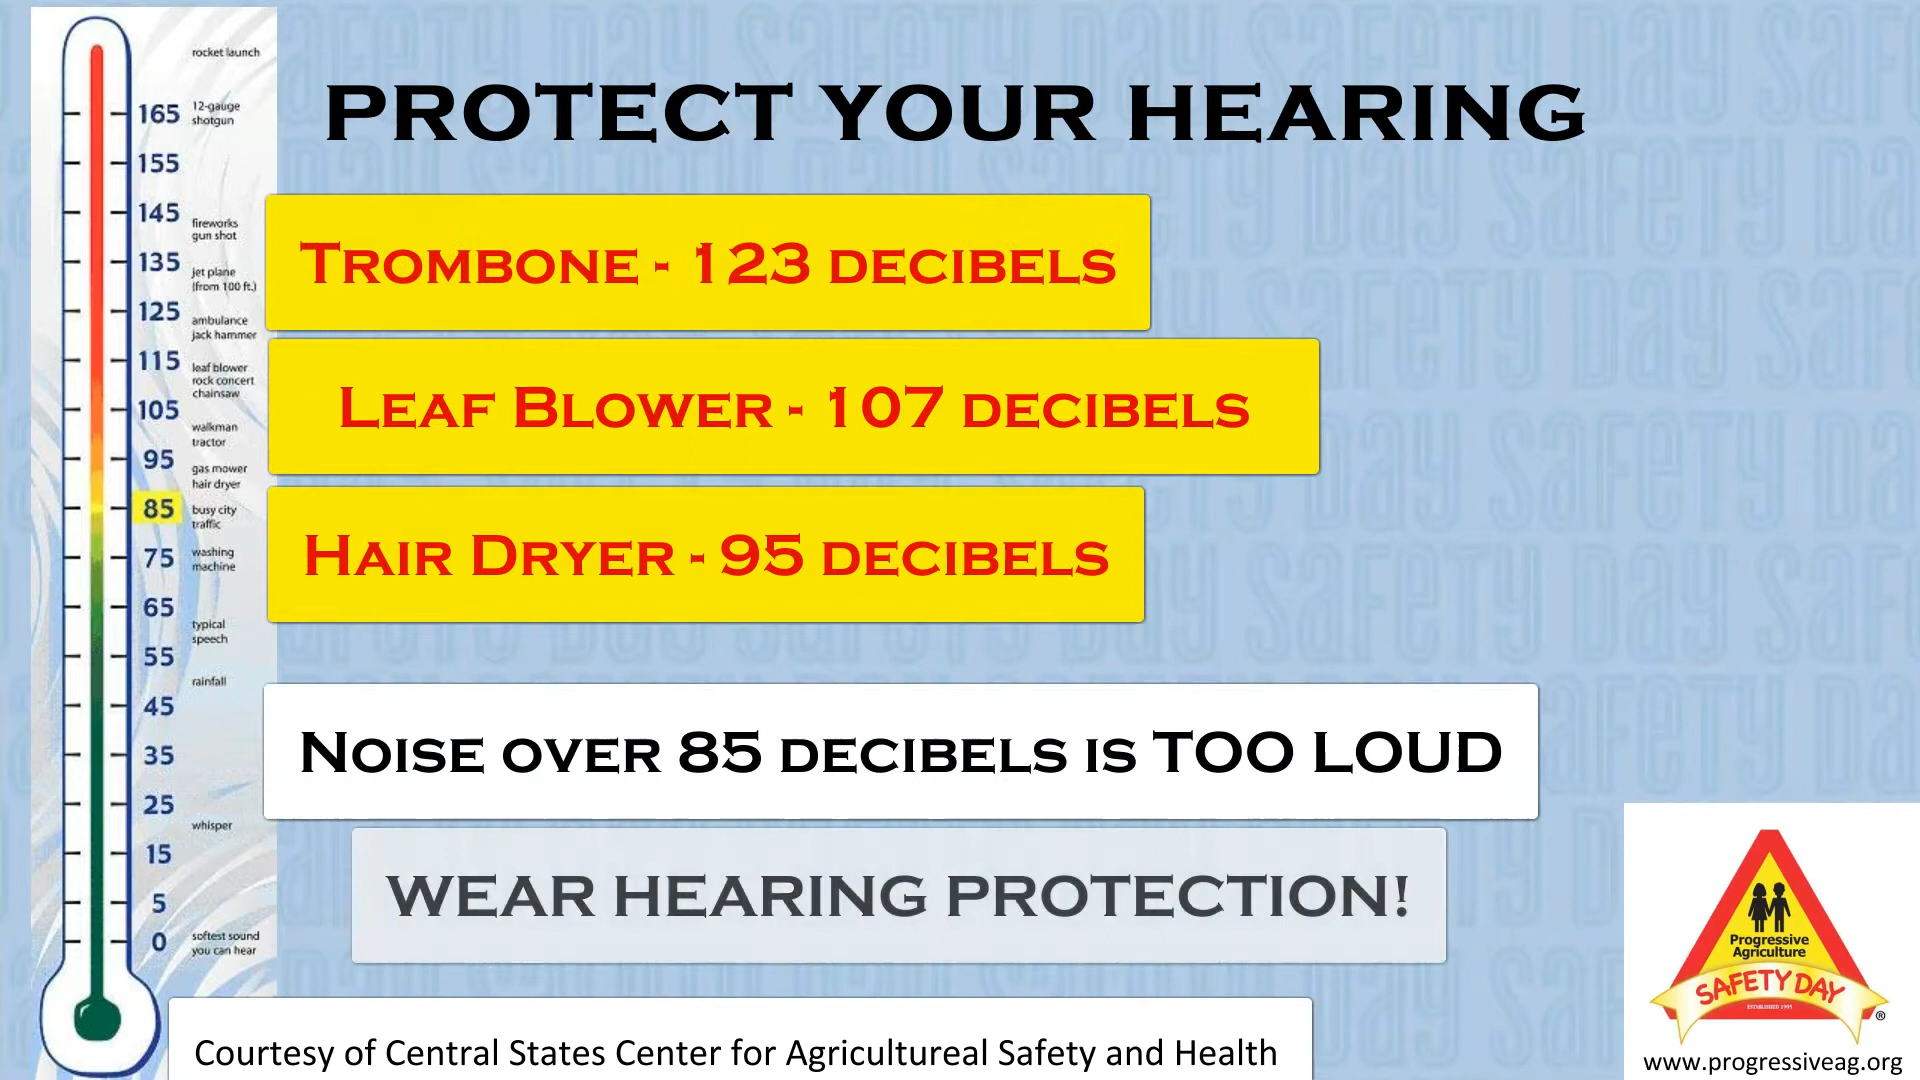 PROTECT YOUR HEARING
rocket launch
165 12-gauge
shotgun
155
145
fireworks
gun shot
135
jet plane
(from 100 ft.)
125
ambulance
jack hammer
115
leaf blower
rock concert
chainsaw
105
walkman
tractor
95
gas mower
hair dryer
85 busy city
traffic
75 washing
machine
65
typical
speech
55
rainfall
45
35
25
whisper
15
5
0 softest sound
you can hear
TROMBONE - 123 DECIBELS
LEAF BLOWER - 107 DECIBELS
HAIR DRYER - 95 DECIBELS
NOISE OVER 85 DECIBELS IS TOO LOUD
WEAR HEARING PROTECTION!
Courtesy of Central States Center for Agricultureal Safety and Health
Progressive
Agriculture
SAFETY DAY
ESTABLISHED 1995
®
www.progressiveag.org